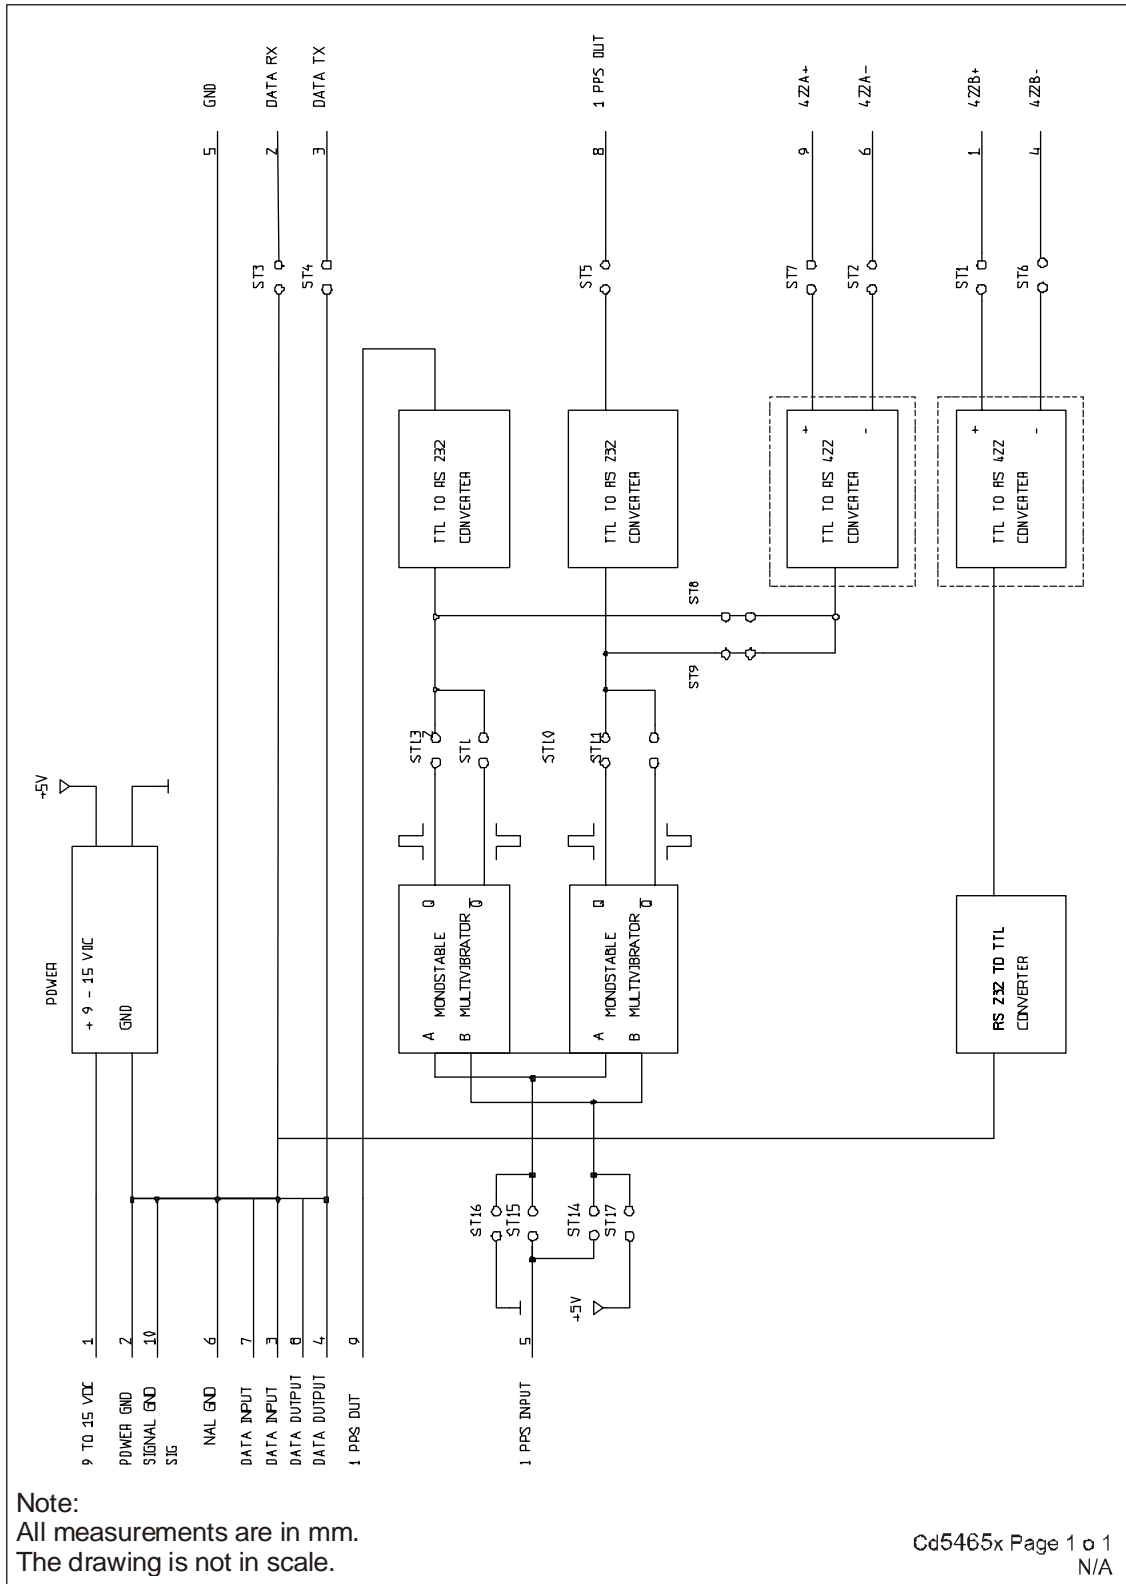 GND
DATA RX
DATA TX
1 PPS OUT
422A+
422A-
422B+
422B-
5
2
3
8
9
6
1
4
ST3
ST4
ST5
ST7
ST2
ST1
ST6
TTL TO RS 232
CONVERTER
TTL TO RS 232
CONVERTER
+ -
TTL TO RS 422
CONVERTER
+ -
TTL TO RS 422
CONVERTER
ST8
ST9
ST13
2
ST1
ST10
ST11
+5V
POWER
+ 9 - 15 VDC
GND
Q
Q
A MONOSTABLE
B MULTIVIBRATOR
Q
Q
A MONOSTABLE
B MULTIVIBRATOR
RS 232 TO TTL
CONVERTER
ST16
ST15
ST14
ST17
+5V
1
2
10
6
7
3
8
4
9
5
9 TO 15 VDC
POWER GND
SIGNAL GND
SIG
NAL GND
DATA INPUT
DATA INPUT
DATA OUTPUT
DATA OUTPUT
1 PPS OUT
1 PPS INPUT
Note:
All measurements are in mm.
The drawing is not in scale.
Cd5465x Page 1 o 1
N/A